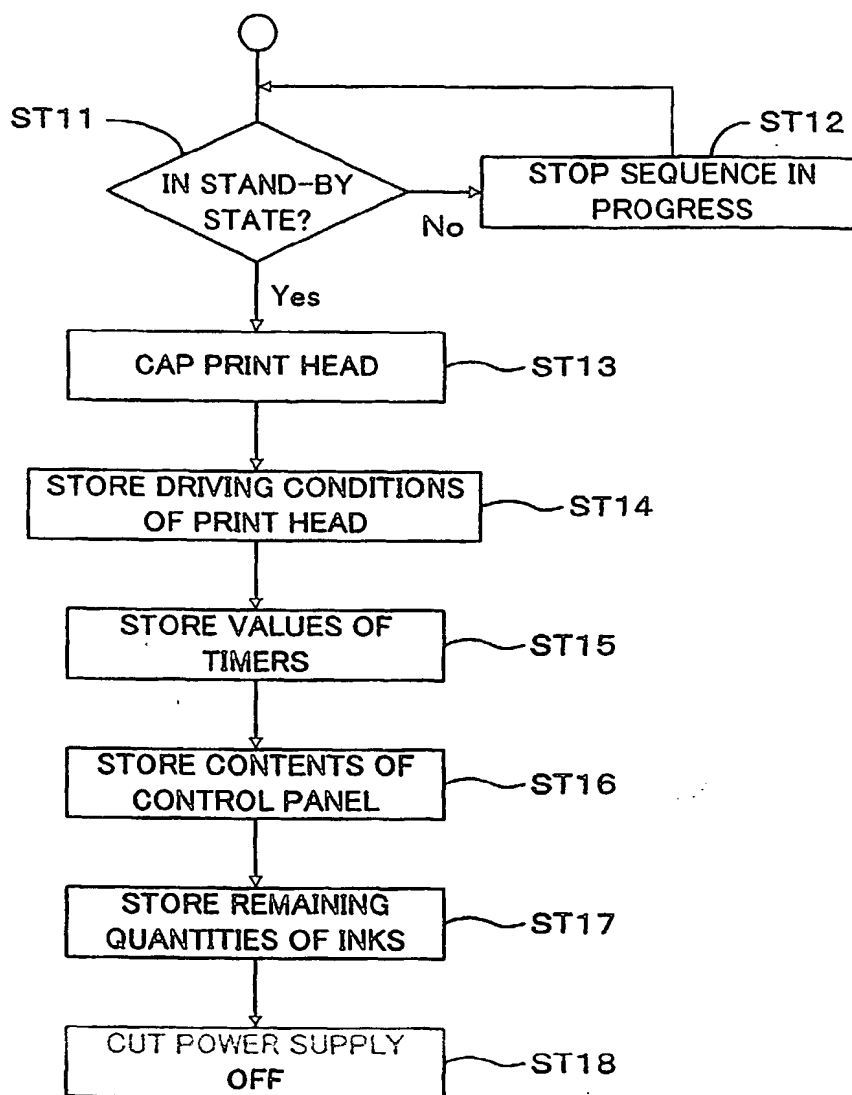 ST11
IN STAND-BY
STATE?
No
ST12
STOP SEQUENCE IN
PROGRESS
Yes
CAP PRINT HEAD
ST13
STORE DRIVING CONDITIONS
OF PRINT HEAD
ST14
STORE VALUES OF
TIMERS
ST15
STORE CONTENTS OF
CONTROL PANEL
ST16
STORE REMAINING
QUANTITIES OF INKS
ST17
CUT POWER SUPPLY
OFF
ST18